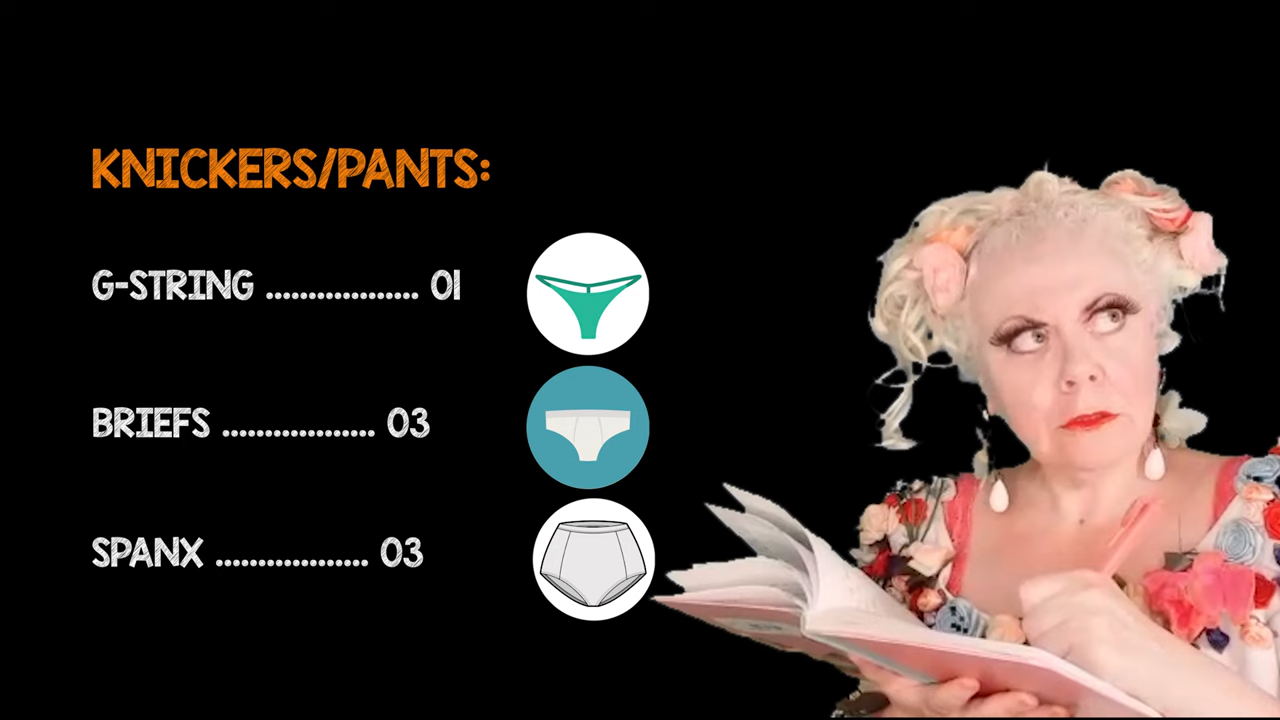 KNICKERS/PANTS:
G-STRING .................. 01
BRIEFS .................. 03
SPANX .................. 03